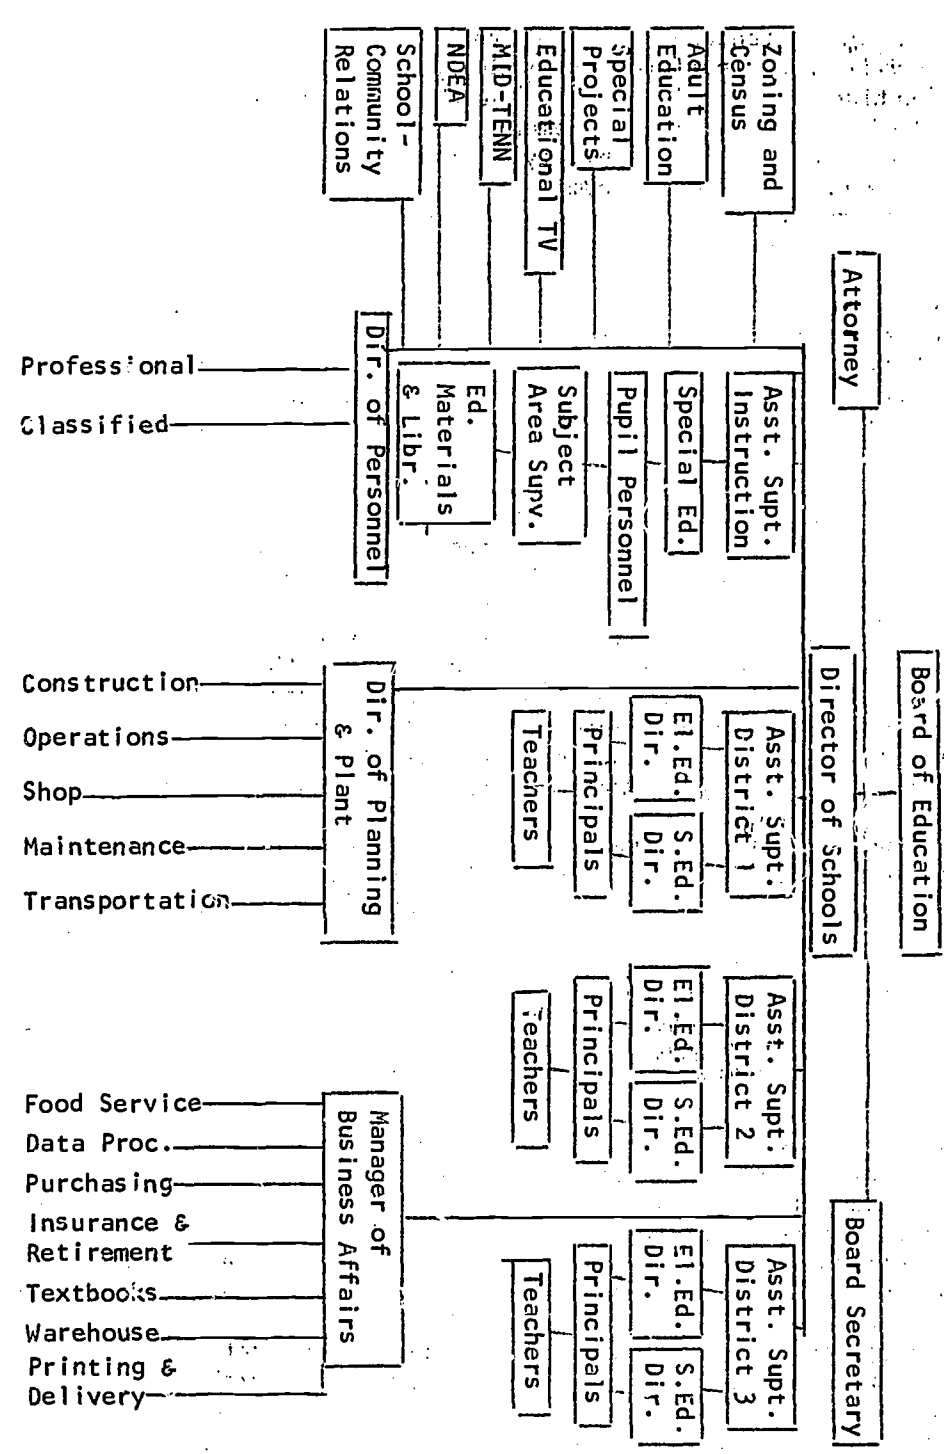 Board of Education
Director of Schools
Attorney
Board Secretary
Zoning and
Census
Adult
Education
Special
Projects
Educational TV
MID-TENN
NDEA
School-
Community
Relations
Asst. Supt.
Instruction
Special Ed.
Pupil Personnel
Subject
Area Supv.
Ed.
Materials
& Libr.
Dir. of Personnel
Professional
Classified
Asst. Supt.
District 1
El.Ed.
Dir.
S.Ed.
Dir.
Principals
Teachers
Asst. Supt.
District 2
El.Ed.
Dir.
S.Ed.
Dir.
Principals
Teachers
Asst. Supt.
District 3
El.Ed.
Dir.
S.Ed.
Dir.
Principals
Teachers
Dir. of Planning
& Plant
Construction
Operations
Shop
Maintenance
Transportation
Manager of
Business Affairs
Food Service
Data Proc.
Purchasing
Insurance &
Retirement
Textbooks
Warehouse
Printing &
Delivery